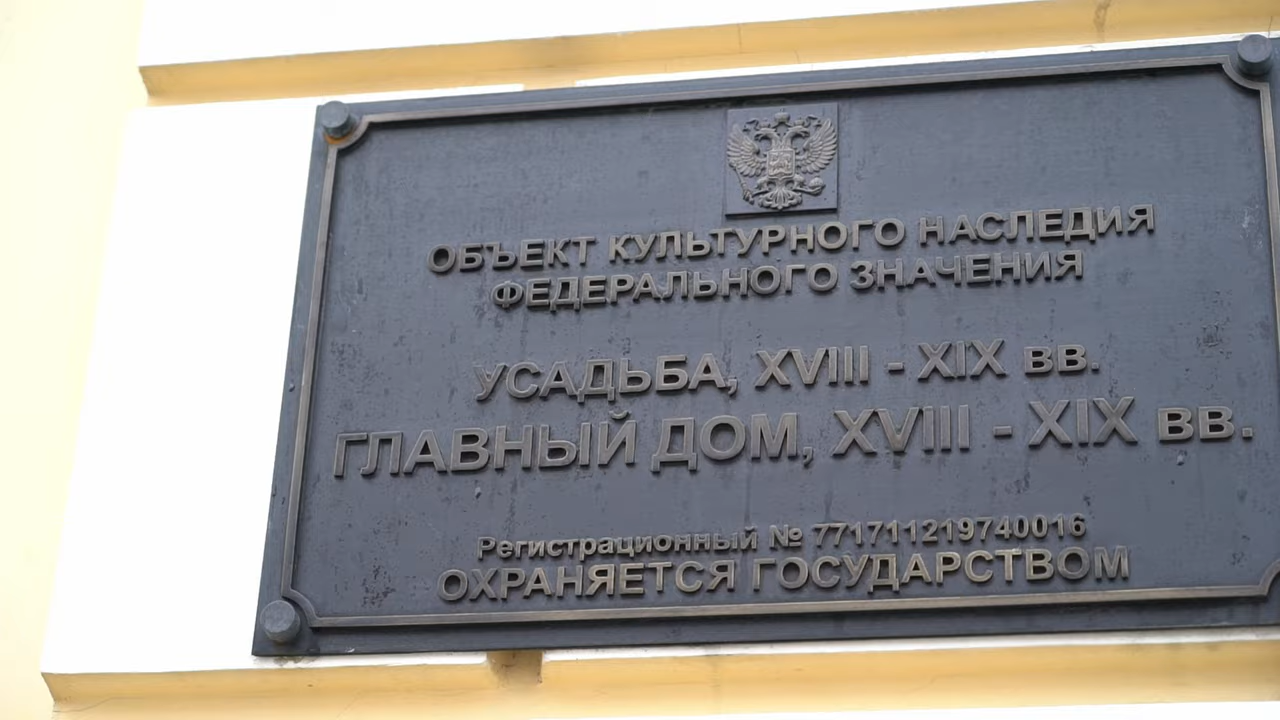 ОБЪЕКТ КУЛЬТУРНОГО НАСЛЕДИЯ
ФЕДЕРАЛЬНОГО ЗНАЧЕНИЯ
УСАДЬБА, XVIII - XIX ВВ.
ГЛАВНЫЙ ДОМ, XVIII - XIX ВВ.
Регистрационный № 771711219740016
ОХРАНЯЕТСЯ ГОСУДАРСТВОМ